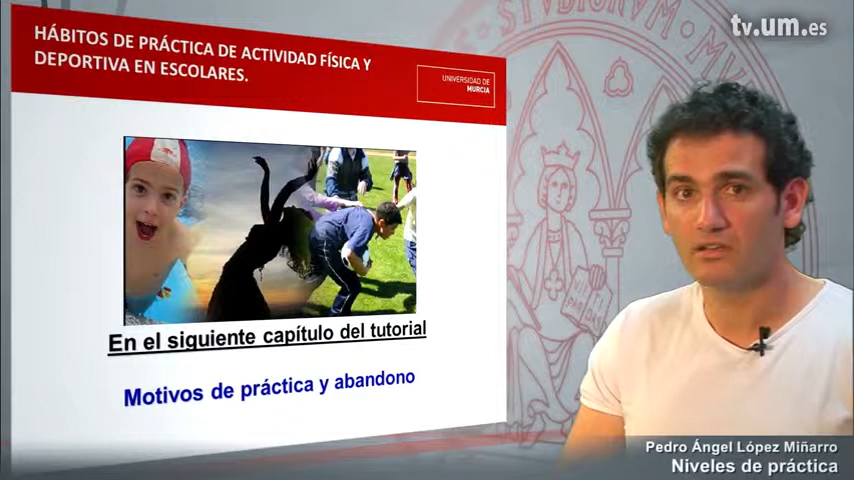 tv.um.es
HÁBITOS DE PRÁCTICA DE ACTIVIDAD FÍSICA Y
DEPORTIVA EN ESCOLARES.
UNIVERSIDAD DE
MURCIA
En el siguiente capítulo del tutorial
Motivos de práctica y abandono
Pedro Ángel López Miñarro
Niveles de práctica